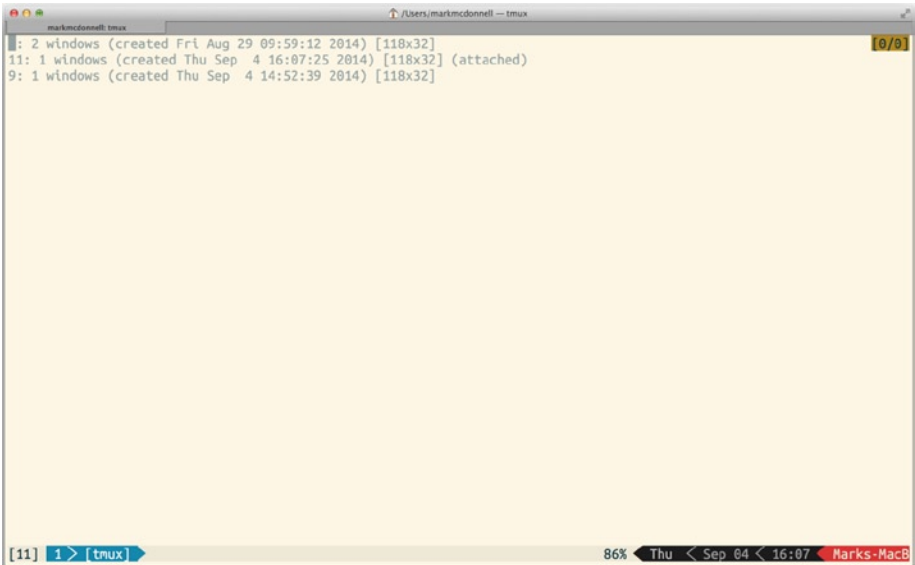 /Users/markmcdonnell — tmux
markmcdonnell: tmux
: 2 windows (created Fri Aug 29 09:59:12 2014) [118x32] [0/0]
11: 1 windows (created Thu Sep 4 16:07:25 2014) [118x32] (attached)
9: 1 windows (created Thu Sep 4 14:52:39 2014) [118x32]
[11] 1 > [tmux] 86% Thu < Sep 04 < 16:07 Marks-MacB